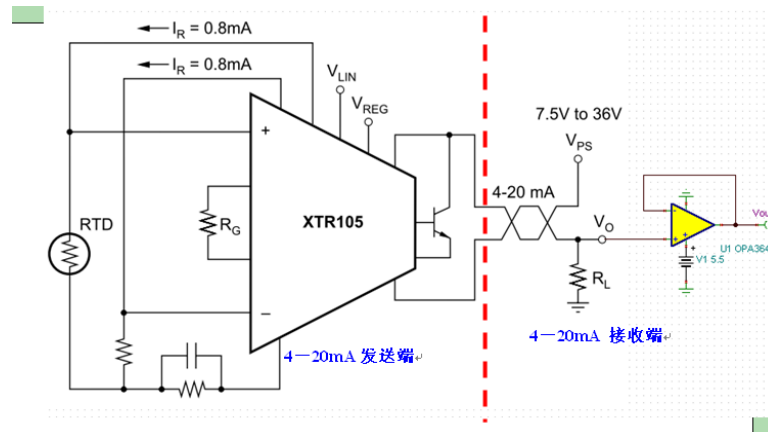 I_R = 0.8mA
I_R = 0.8mA
V_LIN
V_REG
7.5V to 36V
V_PS
+
4-20 mA
RTD
R_G
XTR105
V_O
Vou
U1 OPA364
+
V1 5.5
R_L
−
4－20mA 发送端
4－20mA 接收端